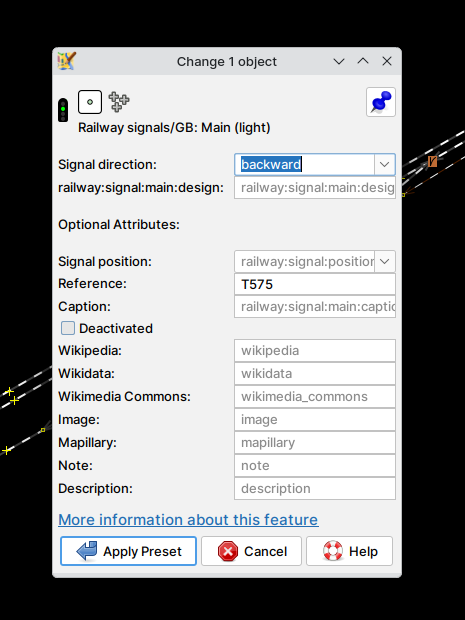 Change 1 object
Railway signals/GB: Main (light)
Signal direction: backward
railway:signal:main:design: railway:signal:main:desig
Optional Attributes:
Signal position: railway:signal:position
Reference: T575
Caption: railway:signal:main:captic
Deactivated
Wikipedia: wikipedia
Wikidata: wikidata
Wikimedia Commons: wikimedia_commons
Image: image
Mapillary: mapillary
Note: note
Description: description
More information about this feature
Apply Preset Cancel Help